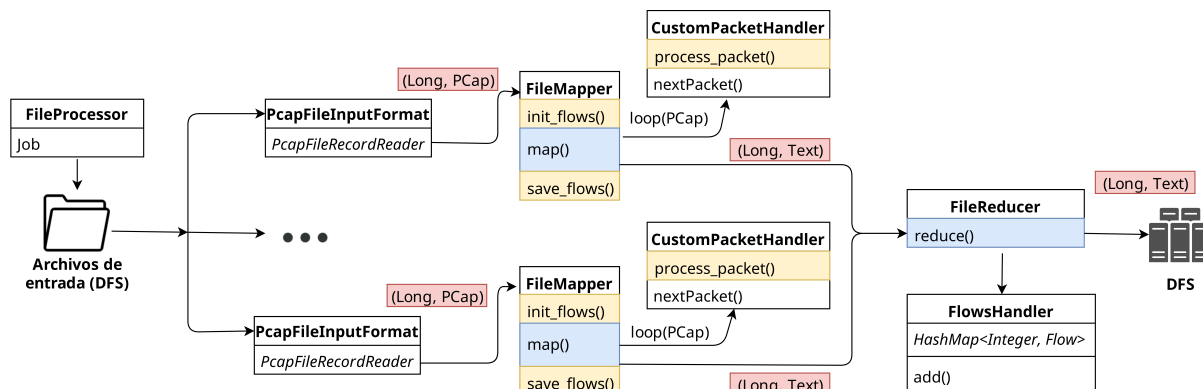 FileProcessor
Job
Archivos de
entrada (DFS)
PcapFileInputFormat
PcapFileRecordReader
(Long, PCap)
FileMapper
init_flows()
map()
save_flows()
loop(PCap)
CustomPacketHandler
process_packet()
nextPacket()
(Long, Text)
PcapFileInputFormat
PcapFileRecordReader
(Long, PCap)
FileMapper
init_flows()
map()
save_flows()
loop(PCap)
CustomPacketHandler
process_packet()
nextPacket()
(Long, Text)
FileReducer
reduce()
(Long, Text)
DFS
FlowsHandler
HashMap<Integer, Flow>
add()